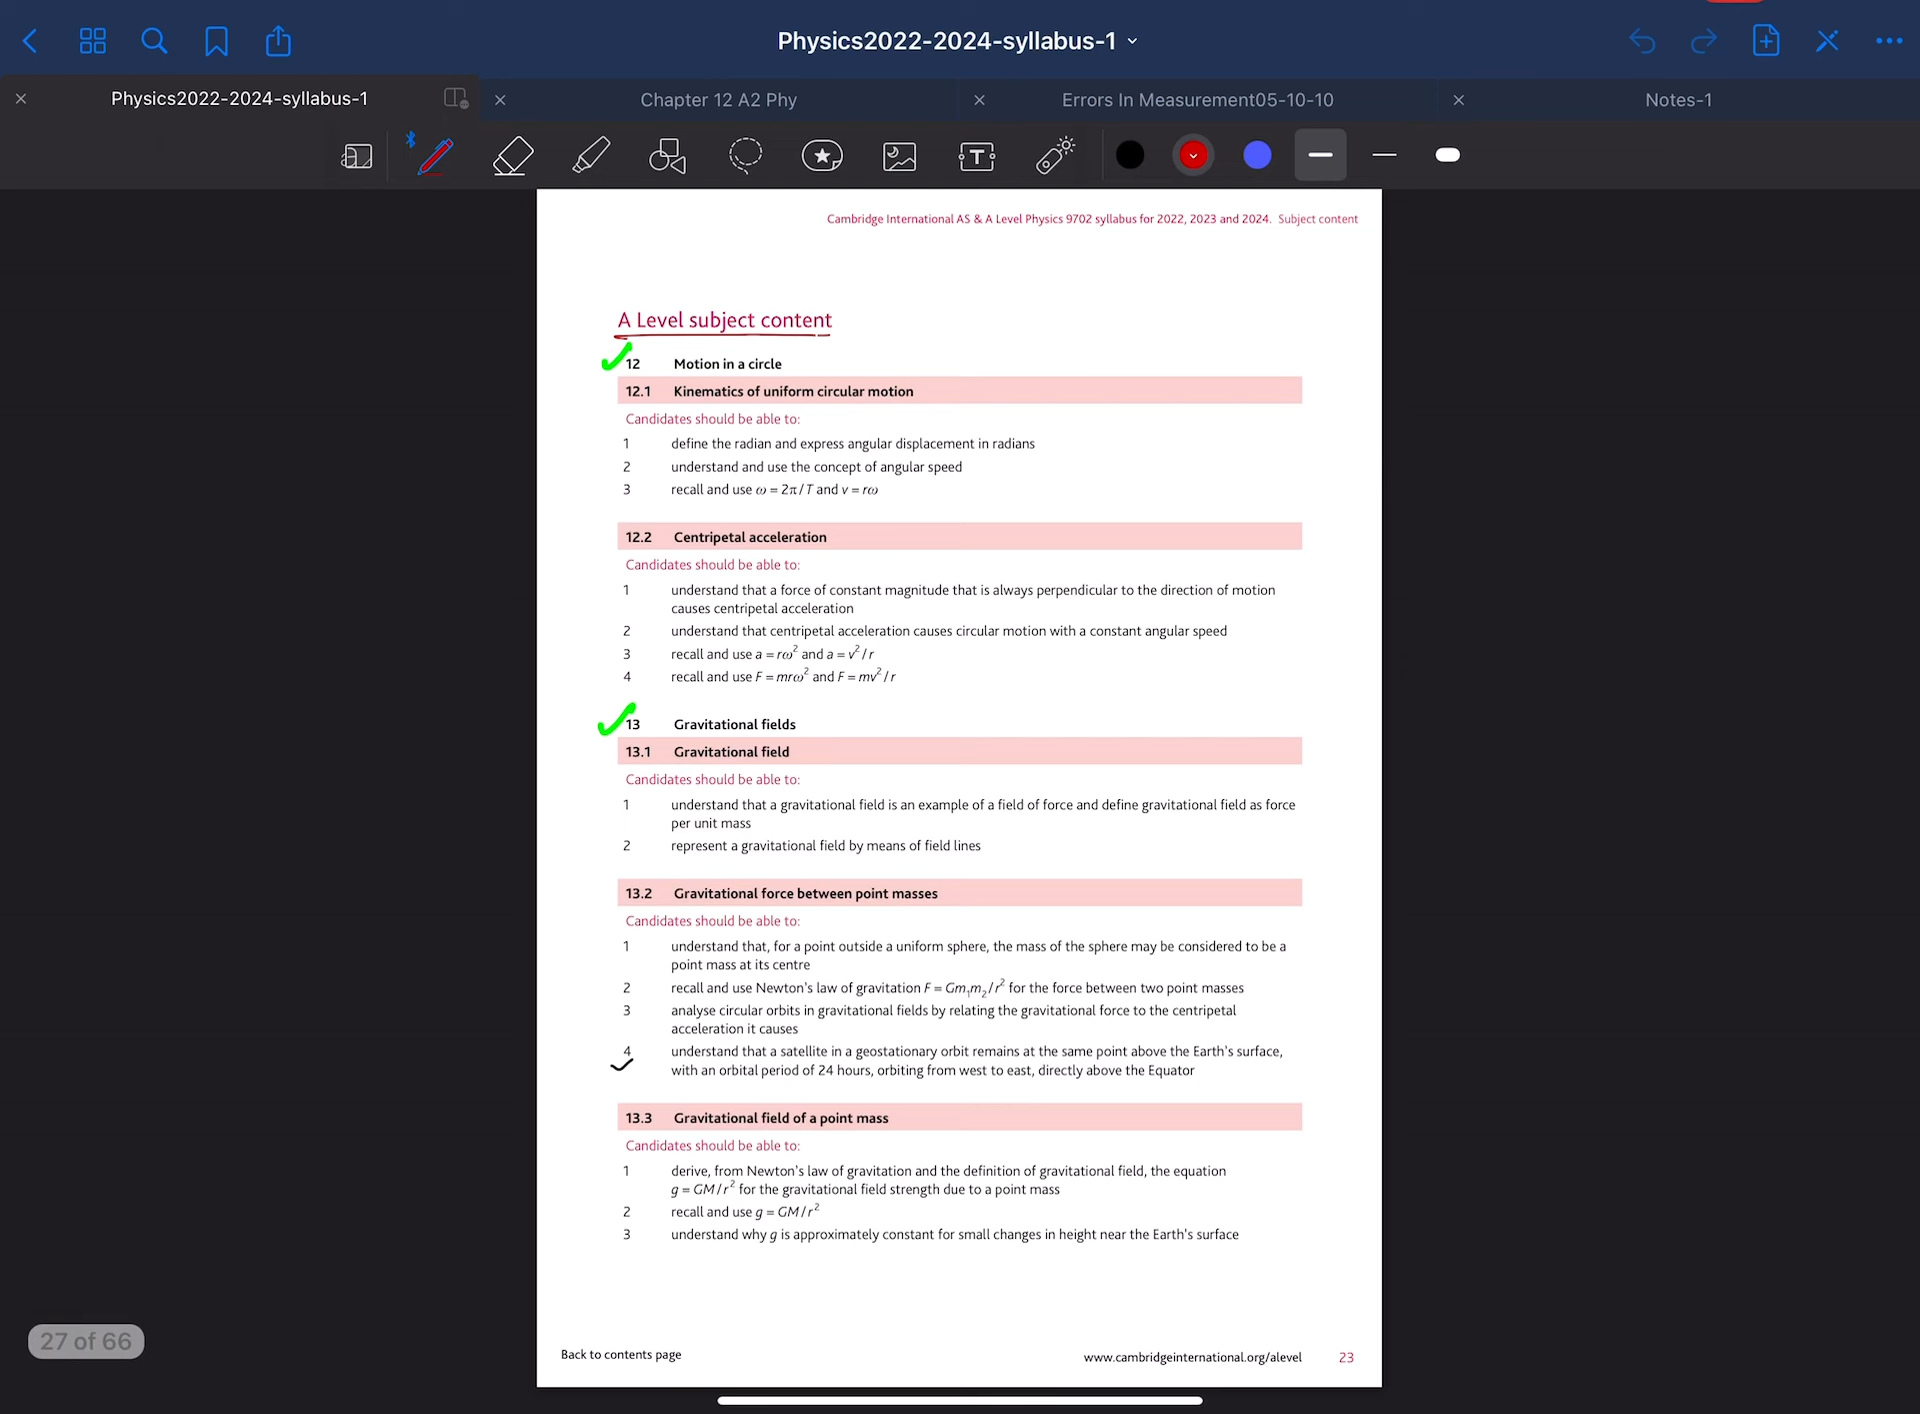 Physics2022-2024-syllabus-1
Physics2022-2024-syllabus-1
Chapter 12 A2 Phy
Errors In Measurement05-10-10
Notes-1
T
Cambridge International AS & A Level Physics 9702 syllabus for 2022, 2023 and 2024. Subject content
A Level subject content
12 Motion in a circle
12.1 Kinematics of uniform circular motion
Candidates should be able to:
1 define the radian and express angular displacement in radians
2 understand and use the concept of angular speed
3 recall and use ω = 2π/T and v = rω
12.2 Centripetal acceleration
Candidates should be able to:
1 understand that a force of constant magnitude that is always perpendicular to the direction of motion
causes centripetal acceleration
2 understand that centripetal acceleration causes circular motion with a constant angular speed
3 recall and use a = rω² and a = v²/r
4 recall and use F = mrω² and F = mv²/r
13 Gravitational fields
13.1 Gravitational field
Candidates should be able to:
1 understand that a gravitational field is an example of a field of force and define gravitational field as force
per unit mass
2 represent a gravitational field by means of field lines
13.2 Gravitational force between point masses
Candidates should be able to:
1 understand that, for a point outside a uniform sphere, the mass of the sphere may be considered to be a
point mass at its centre
2 recall and use Newton's law of gravitation F = Gm₁m₂/r² for the force between two point masses
3 analyse circular orbits in gravitational fields by relating the gravitational force to the centripetal
acceleration it causes
4 understand that a satellite in a geostationary orbit remains at the same point above the Earth's surface,
with an orbital period of 24 hours, orbiting from west to east, directly above the Equator
13.3 Gravitational field of a point mass
Candidates should be able to:
1 derive, from Newton's law of gravitation and the definition of gravitational field, the equation
g = GM/r² for the gravitational field strength due to a point mass
2 recall and use g = GM/r²
3 understand why g is approximately constant for small changes in height near the Earth's surface
27 of 66
Back to contents page
www.cambridgeinternational.org/alevel 23